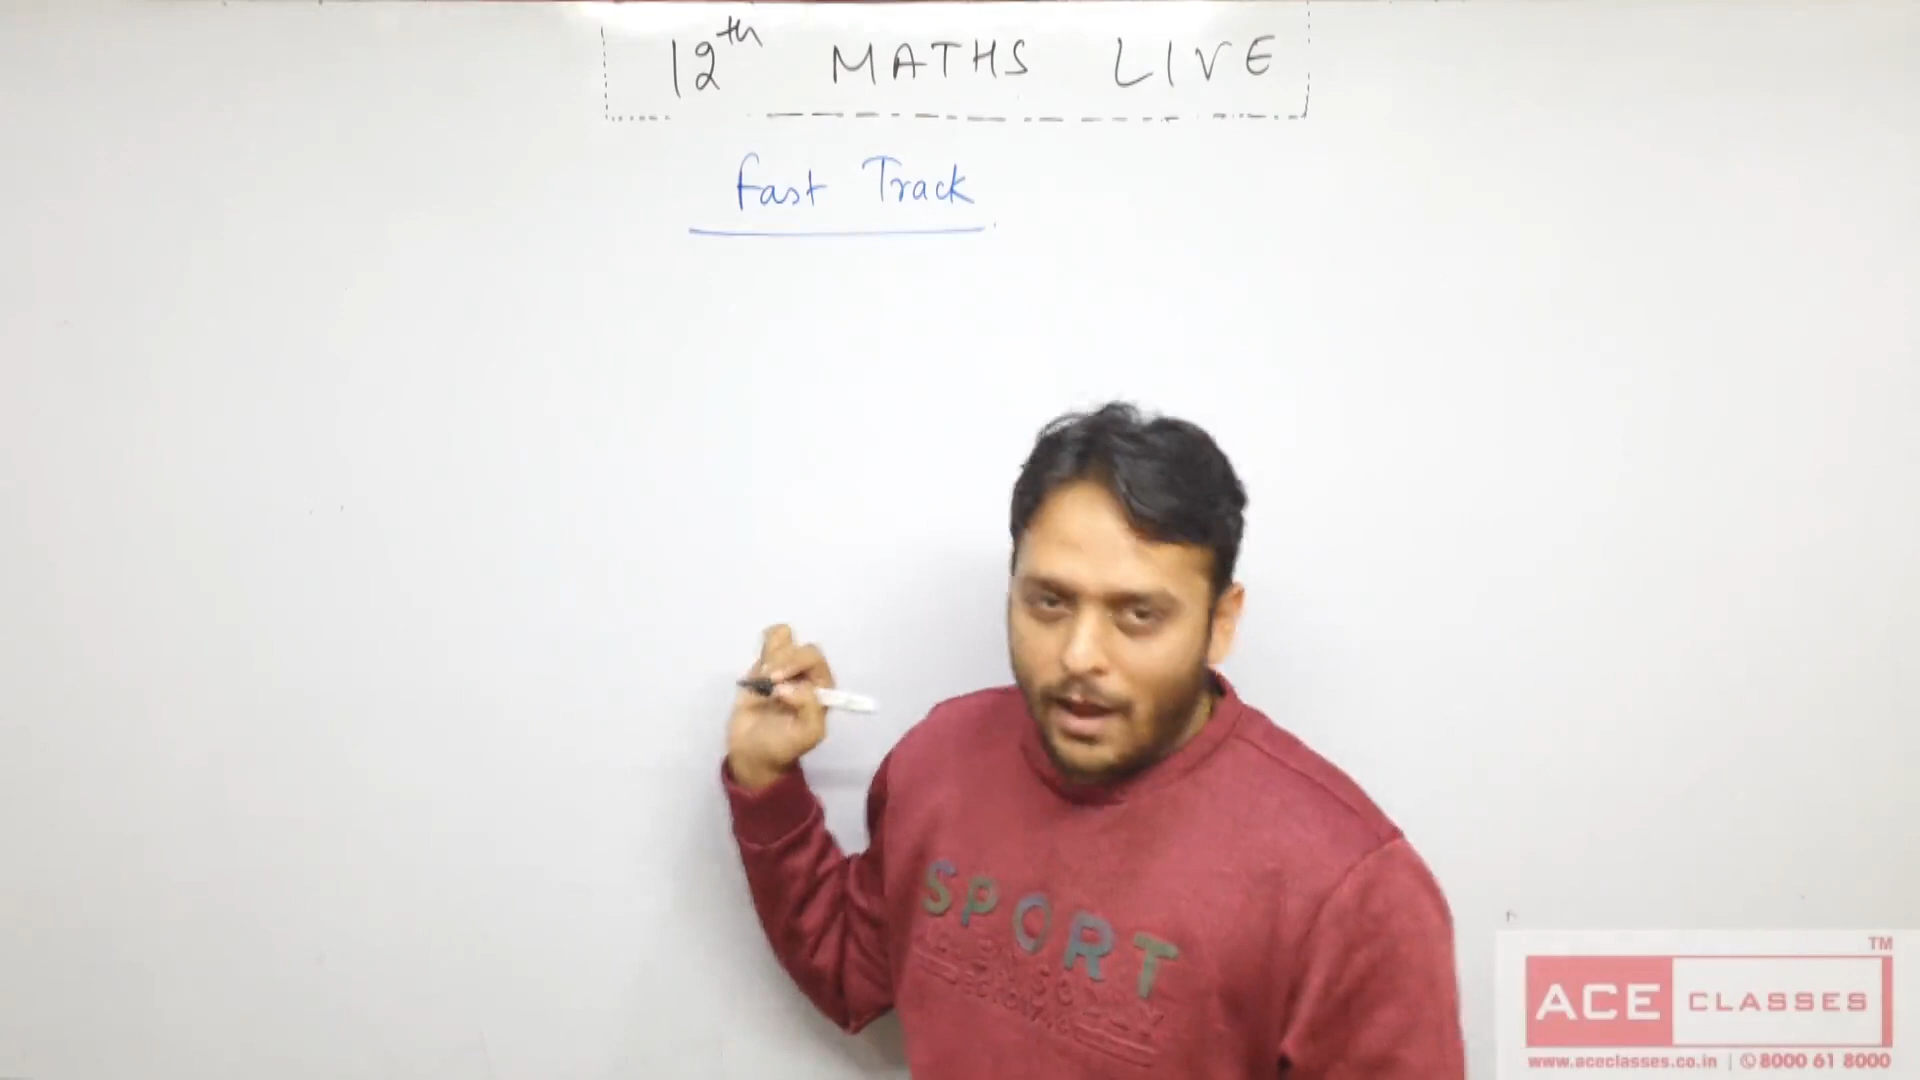 12th MATHS LIVE
Fast Track
SPORT
TM
ACE CLASSES
www.aceclasses.co.in | 8000 61 8000